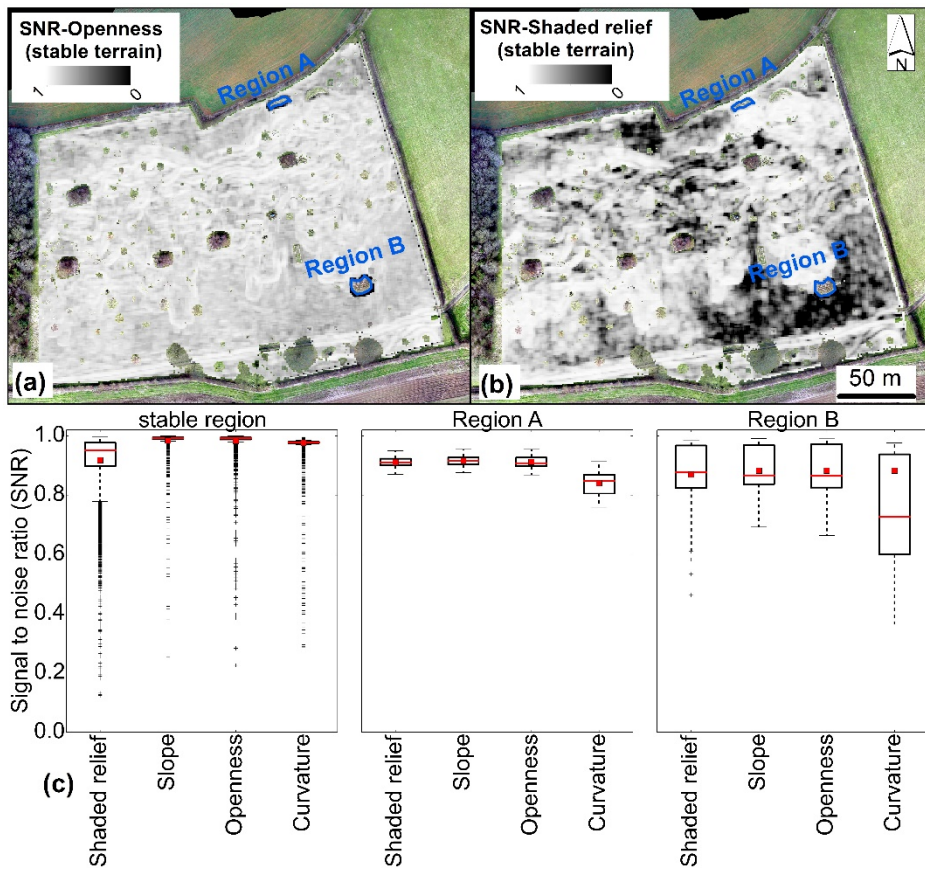 SNR-Openness
(stable terrain)
1 0
Region A
Region B
(a)
SNR-Shaded relief
(stable terrain)
1 0
N
Region A
Region B
(b)
50 m
stable region
Region A
Region B
Signal to noise ratio (SNR)
1.0
0.8
0.6
0.4
0.2
0.0
(c)
Shaded relief
Slope
Openness
Curvature
Shaded relief
Slope
Openness
Curvature
Shaded relief
Slope
Openness
Curvature